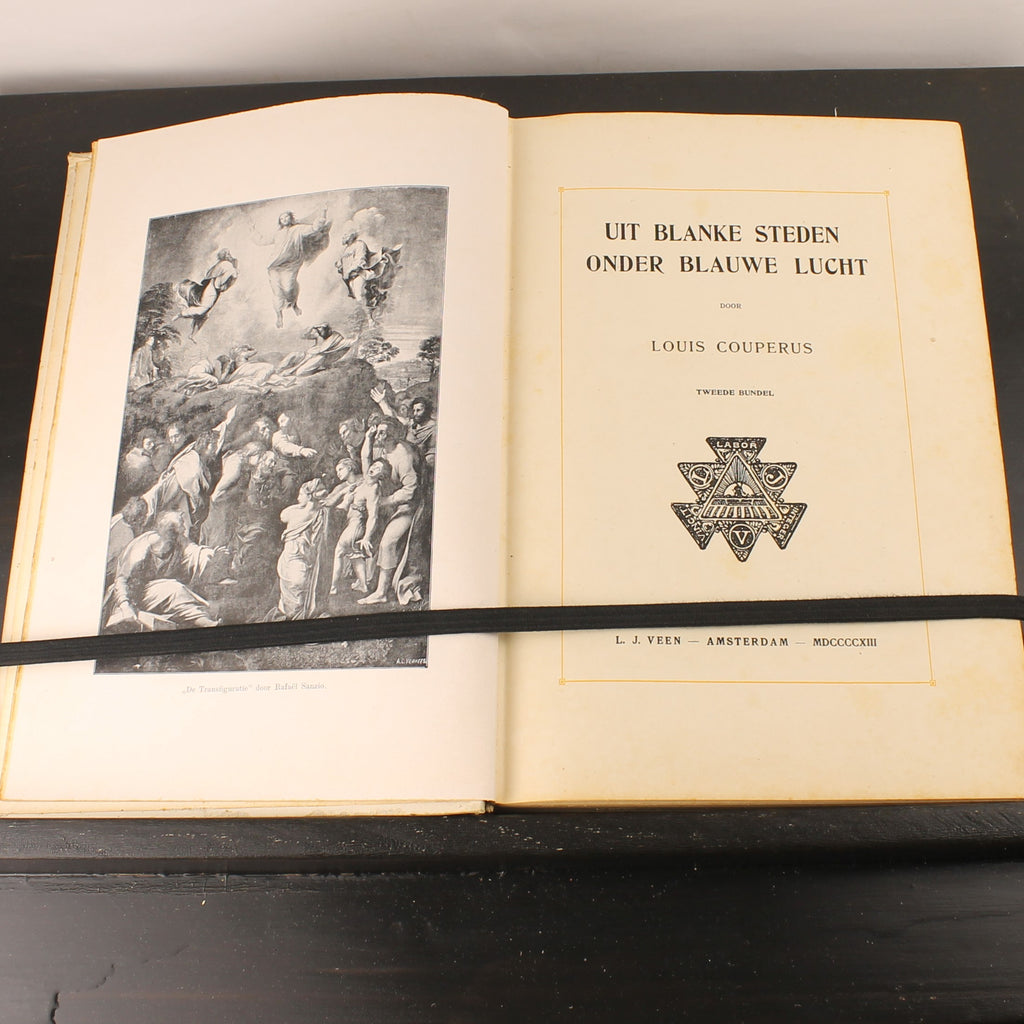 „De Transfiguratie" door Rafaël Sanzio.
UIT BLANKE STEDEN
ONDER BLAUWE LUCHT
DOOR
LOUIS COUPERUS
TWEEDE BUNDEL
LABOR
L
J
INTEGER
V
L. J. VEEN — AMSTERDAM — MDCCCCXIII